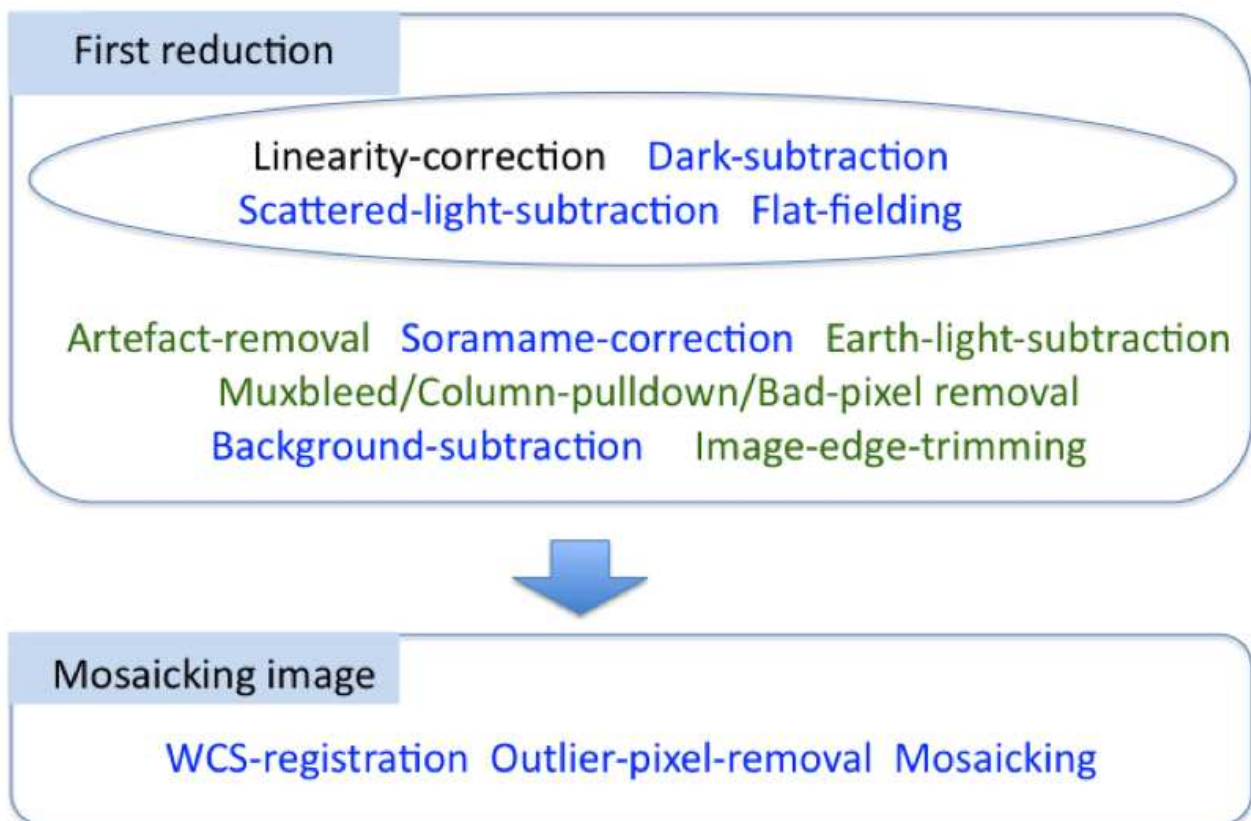 First reduction
Linearity-correction Dark-subtraction
Scattered-light-subtraction Flat-fielding
Artefact-removal Soramame-correction Earth-light-subtraction
Muxbleed/Column-pulldown/Bad-pixel removal
Background-subtraction Image-edge-trimming
Mosaicking image
WCS-registration Outlier-pixel-removal Mosaicking